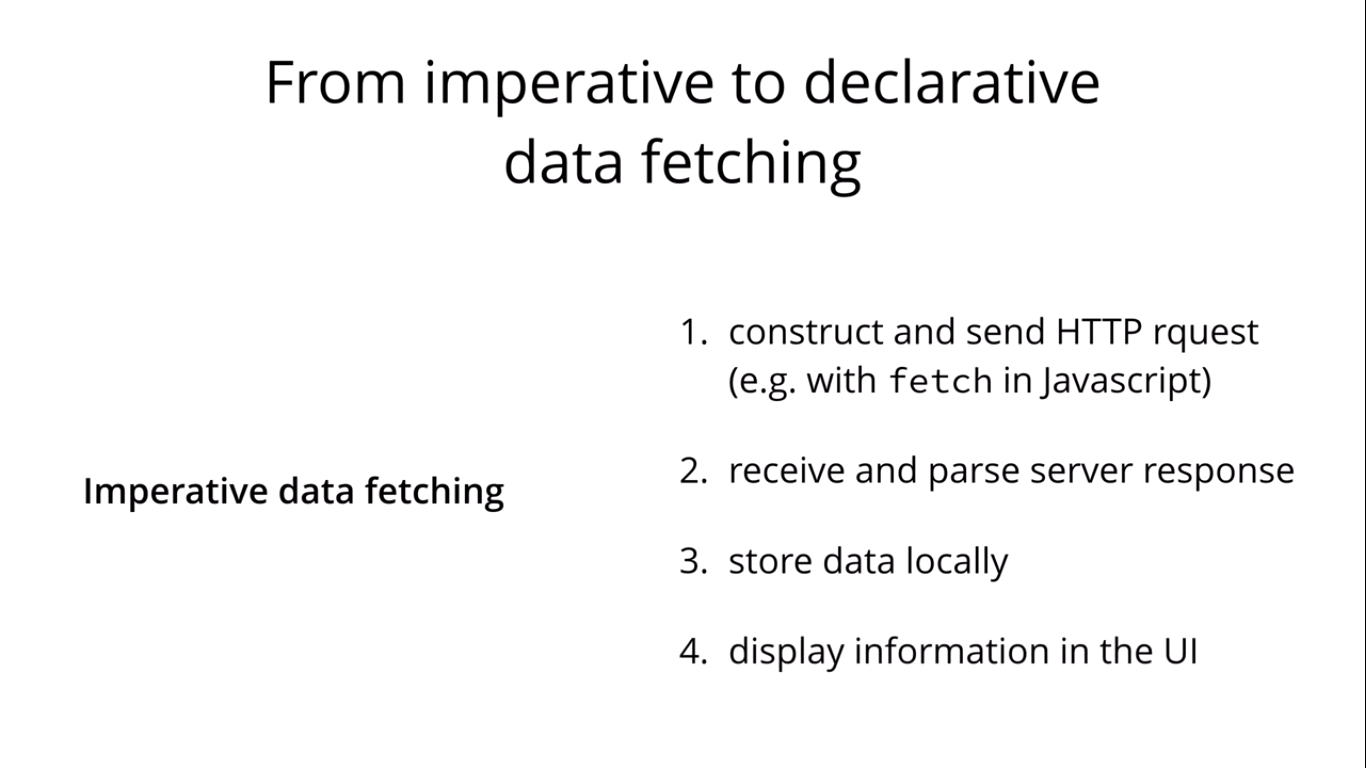 From imperative to declarative
data fetching
Imperative data fetching
1. construct and send HTTP rquest
(e.g. with fetch in Javascript)
2. receive and parse server response
3. store data locally
4. display information in the UI